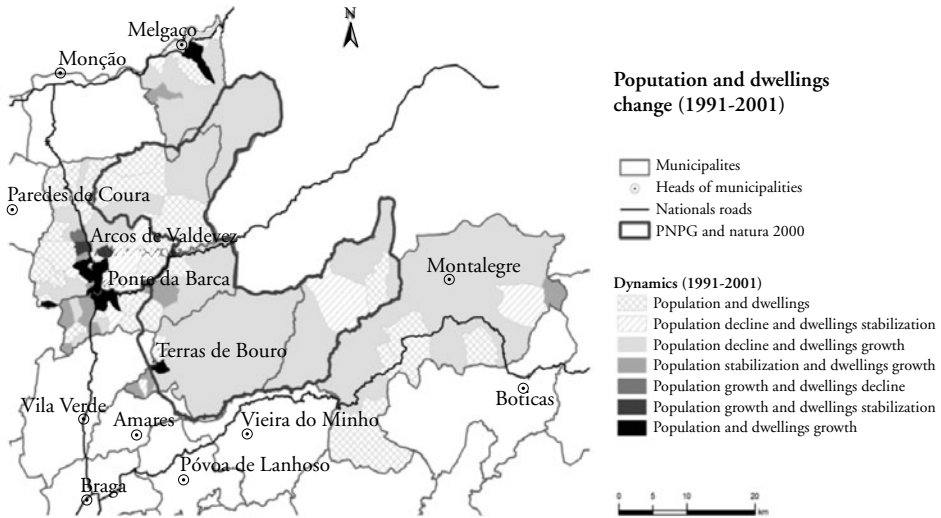 N
Melgaço
Monção
Paredes de Coura
Arcos de Valdevez
Ponte da Barca
Montalegre
Terras de Bouro
Boticas
Vila Verde
Amares
Vieira do Minho
Póvoa de Lanhoso
Braga
Poputation and dwellings
change (1991-2001)
Municipalites
Heads of municipalities
Nationals roads
PNPG and natura 2000
Dynamics (1991-2001)
Population and dwellings
Population decline and dwellings stabilization
Population decline and dwellings growth
Population stabilization and dwellings growth
Population growth and dwellings decline
Population growth and dwellings stabilization
Population and dwellings growth
0 5 10 20
km